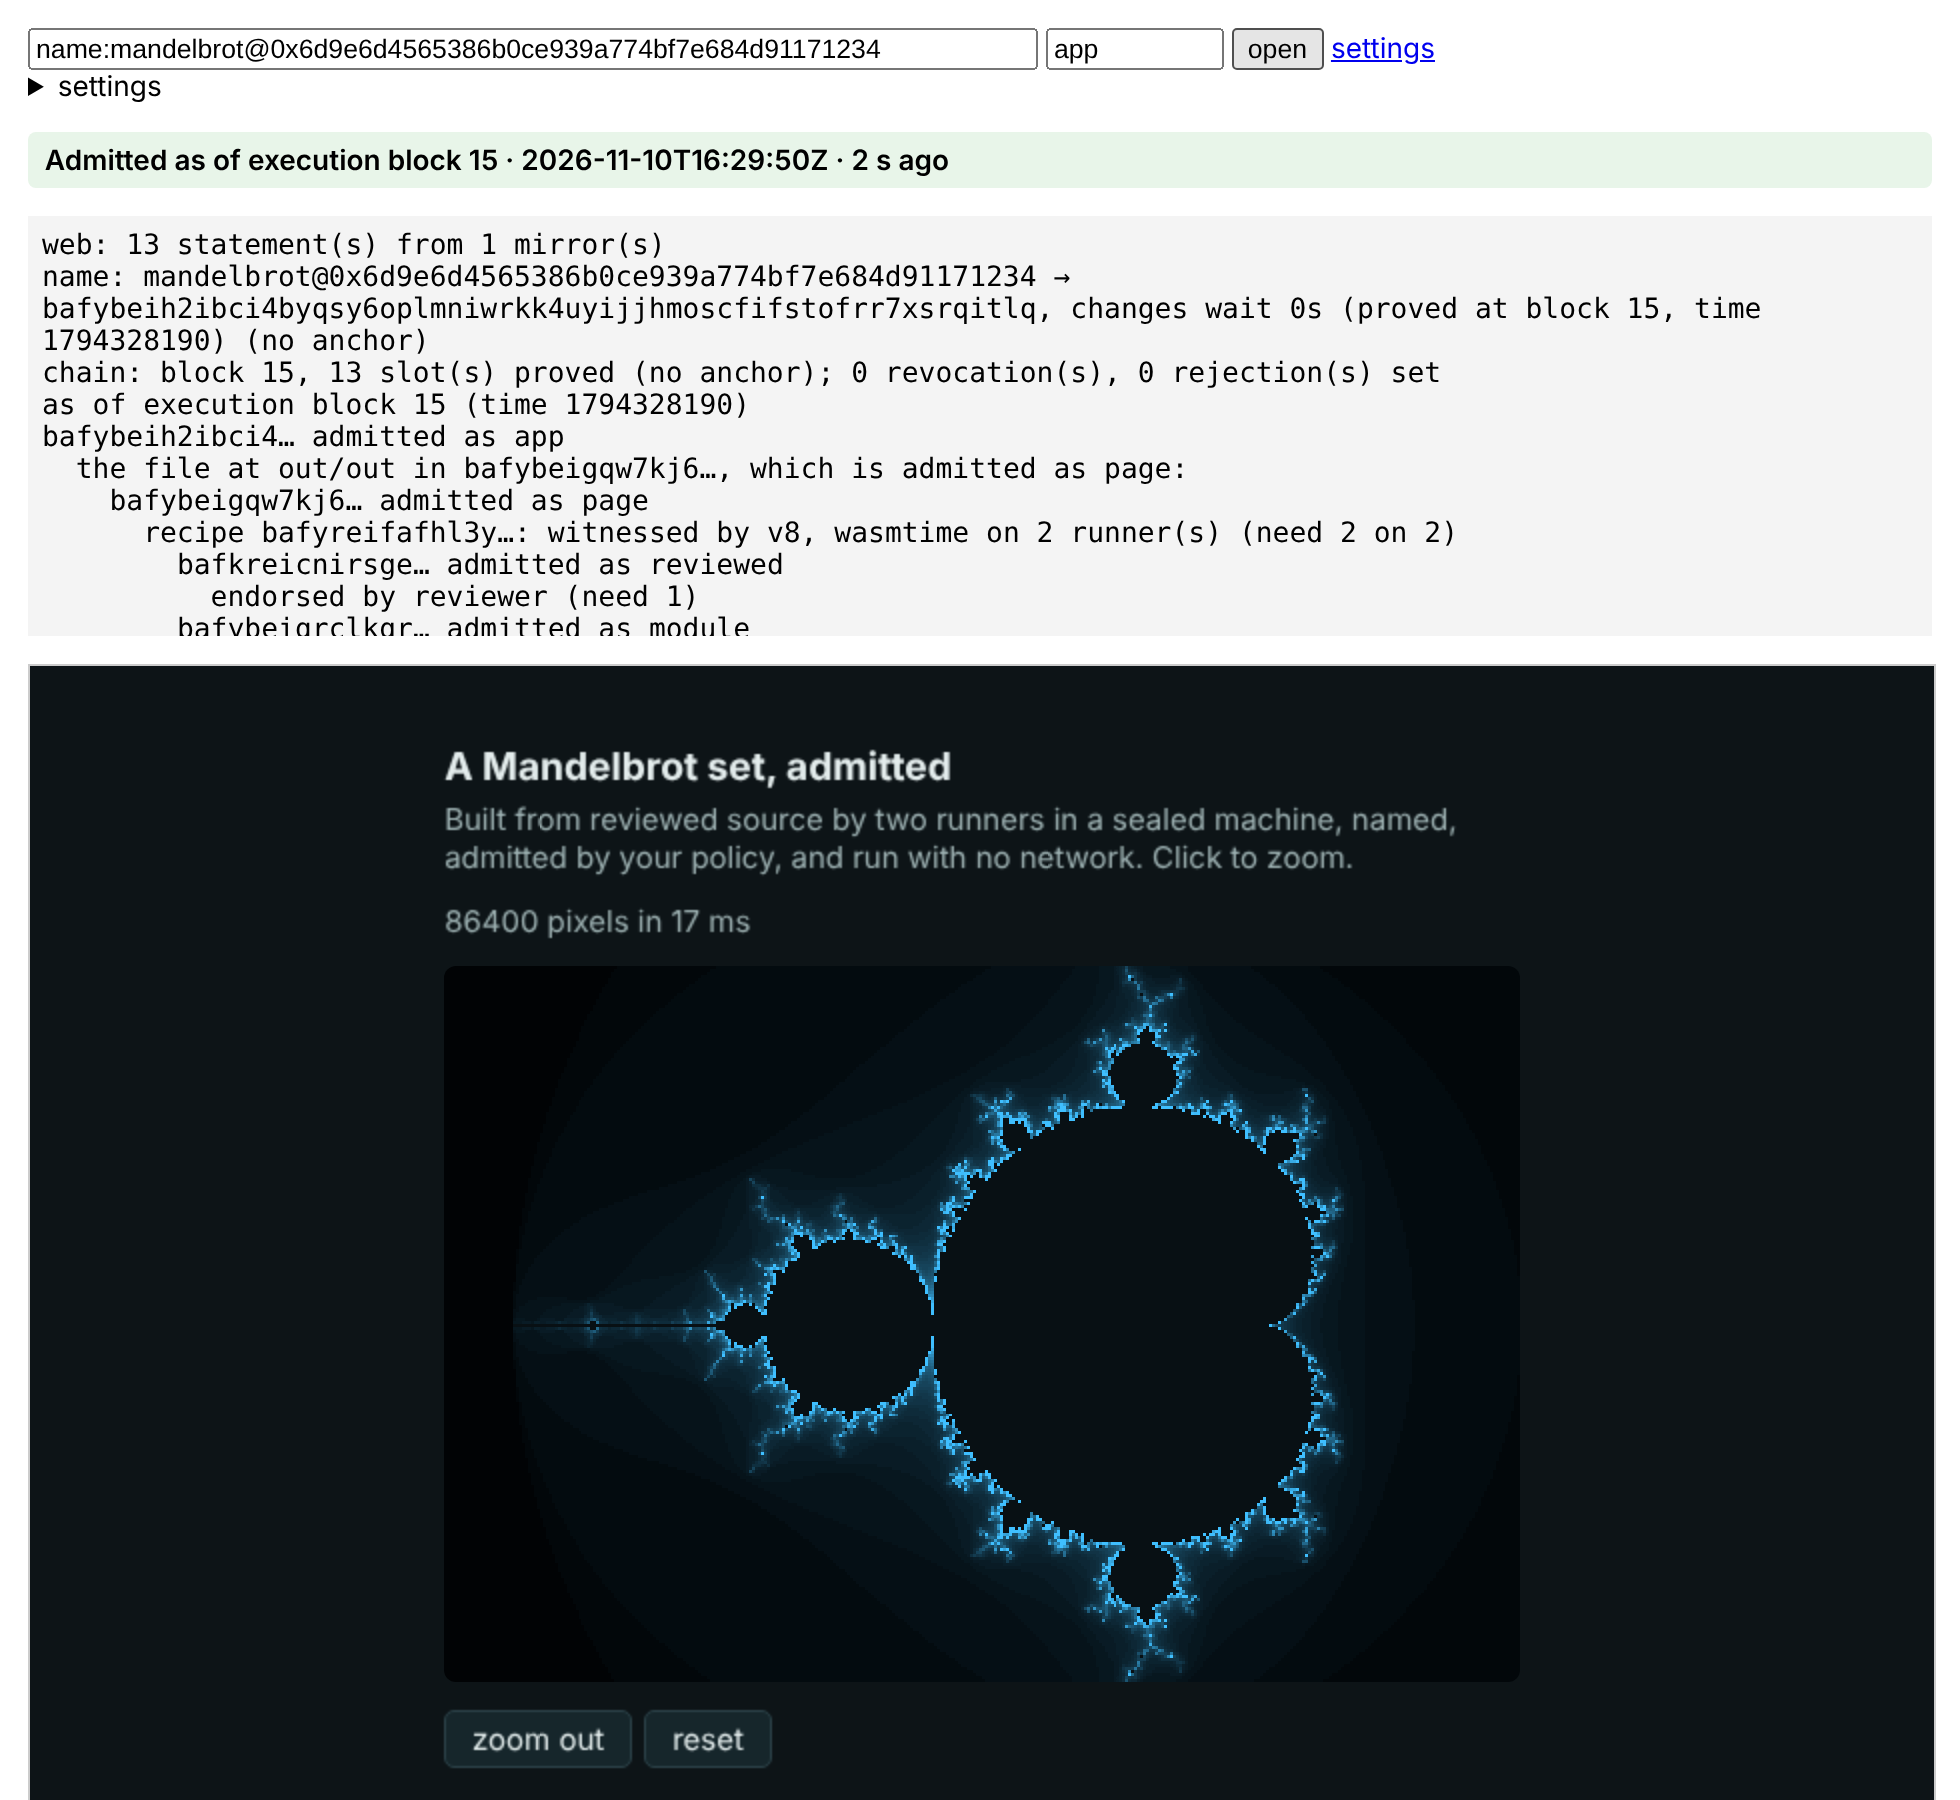 name:mandelbrot@0x6d9e6d4565386b0ce939a774bf7e684d91171234 app open settings
▶ settings
Admitted as of execution block 15 · 2026-11-10T16:29:50Z · 2 s ago
web: 13 statement(s) from 1 mirror(s)
name: mandelbrot@0x6d9e6d4565386b0ce939a774bf7e684d91171234 →
bafybeih2ibci4byqsy6oplmniwrkk4uyijjhmoscfifstofrr7xsrqitlq, changes wait 0s (proved at block 15, time
1794328190) (no anchor)
chain: block 15, 13 slot(s) proved (no anchor); 0 revocation(s), 0 rejection(s) set
as of execution block 15 (time 1794328190)
bafybeih2ibci4… admitted as app
the file at out/out in bafybeigqw7kj6…, which is admitted as page:
bafybeigqw7kj6… admitted as page
recipe bafyreifafhl3y…: witnessed by v8, wasmtime on 2 runner(s) (need 2 on 2)
bafkreicnirsge… admitted as reviewed
endorsed by reviewer (need 1)
bafybeigrclkgr… admitted as module
A Mandelbrot set, admitted
Built from reviewed source by two runners in a sealed machine, named,
admitted by your policy, and run with no network. Click to zoom.
86400 pixels in 17 ms
zoom out reset